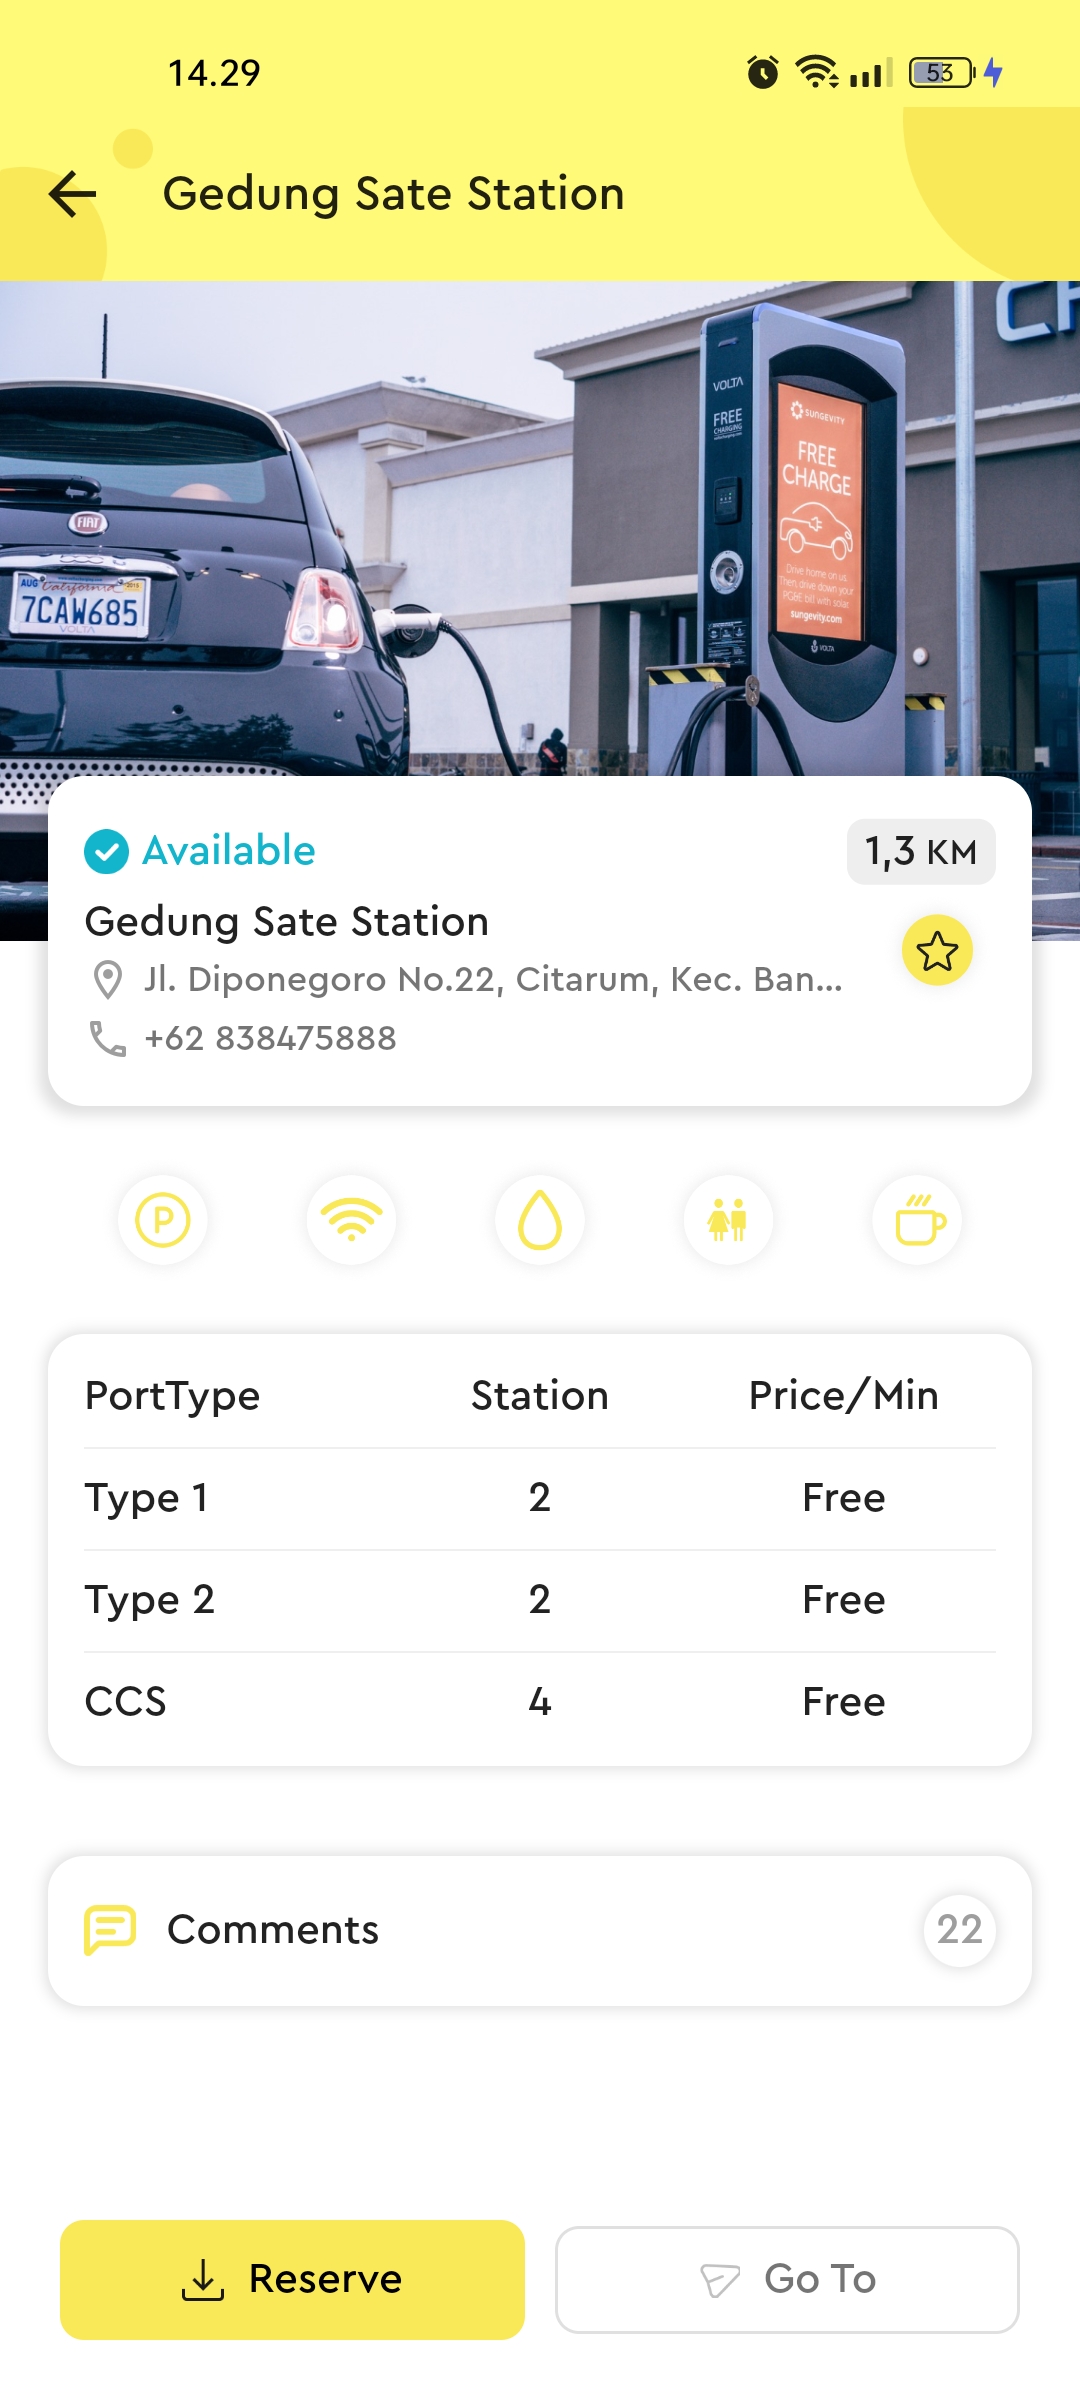 14.29
53
Gedung Sate Station
CH
VOLTA
FREE
CHARGING
SUNGEVITY
FREE
CHARGE
Drive home on us.
Then drive down your
PG&E bill with solar.
sungevity.com
VOLTA
FIAT
AUG California 2015
7CAW685
VOLTA
Available
1,3 KM
Gedung Sate Station
Jl. Diponegoro No.22, Citarum, Kec. Ban...
+62 838475888
P
PortType Station Price/Min
Type 1 2 Free
Type 2 2 Free
CCS 4 Free
Comments 22
Reserve Go To